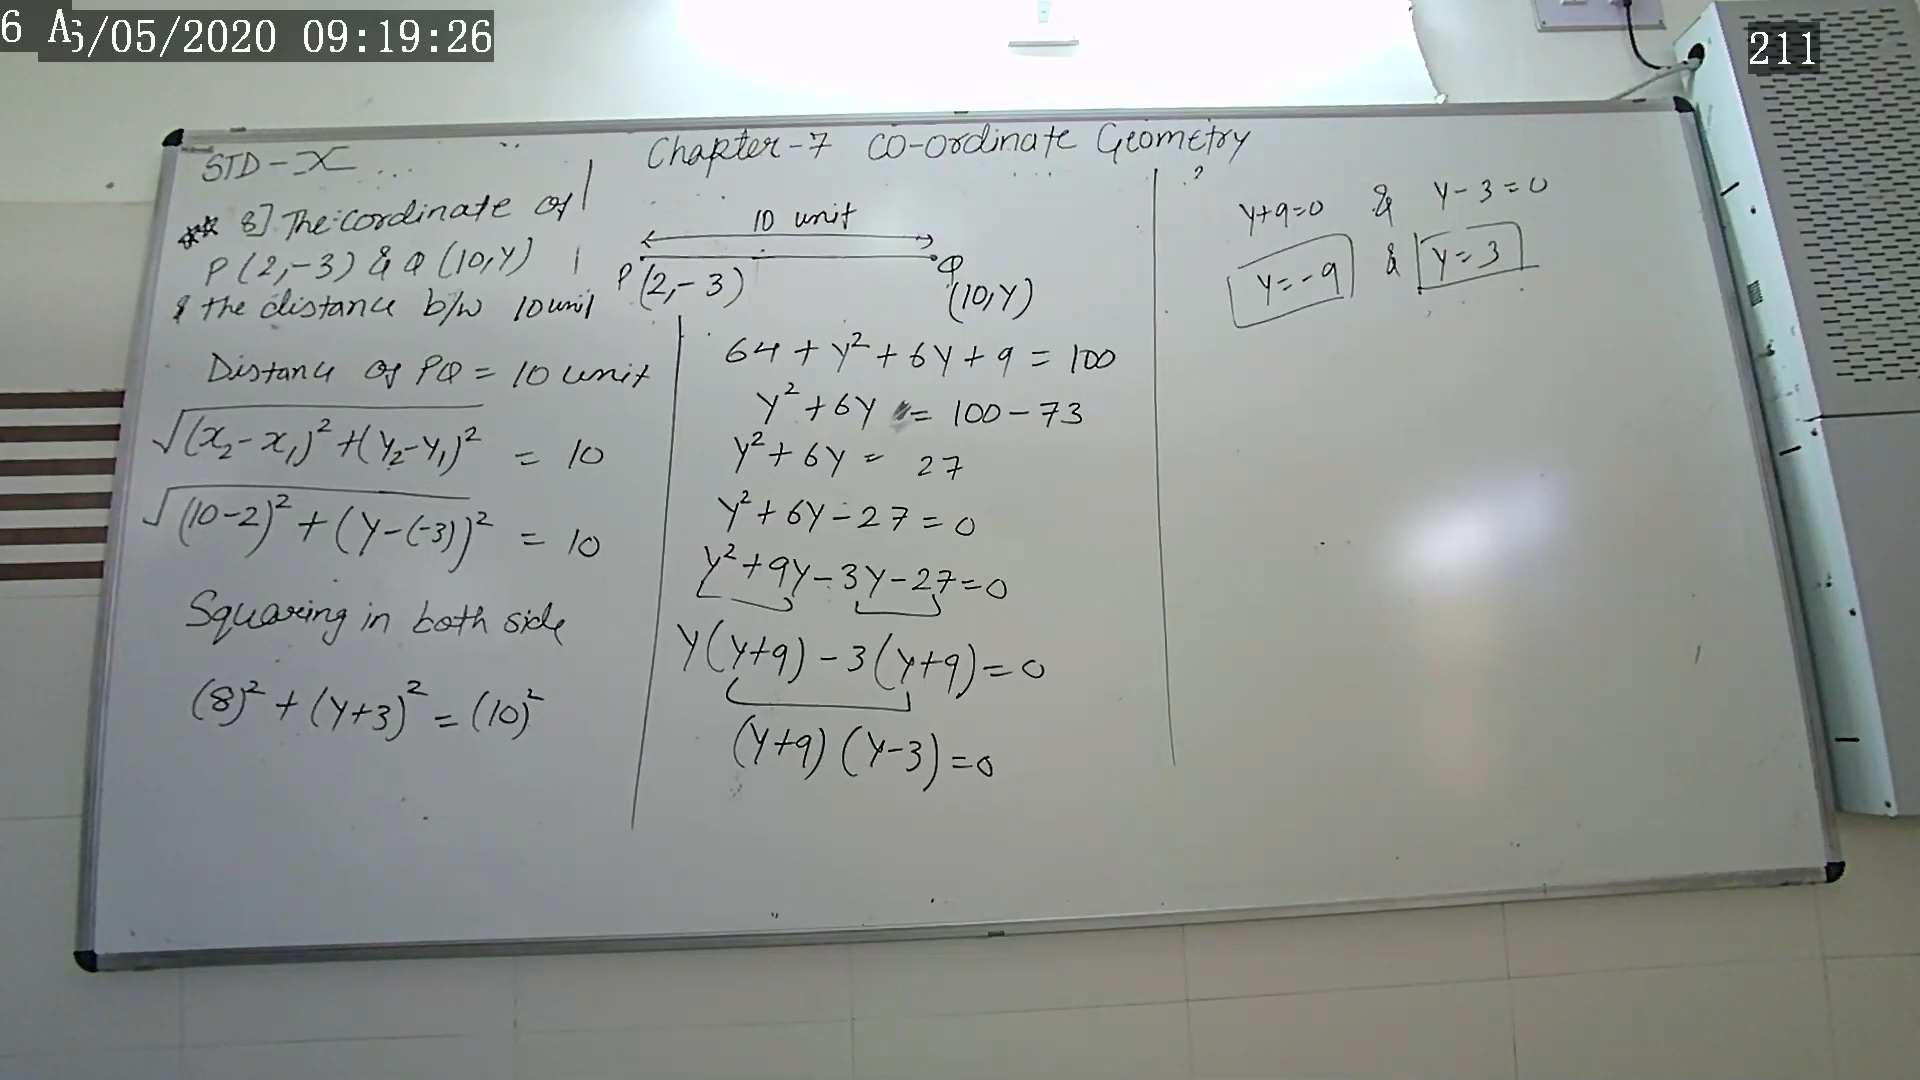 6 A
5/05/2020 09:19:26
211
STD - X
Chapter-7 CO-Ordinate Geometry
** 8] The cordinate of
P(2,-3) & Q(10,Y)
& the distance b/w 10 unit
Distance of PQ = 10 unit
√(x₂-x₁)²+(Y₂-Y₁)² = 10
√(10-2)²+(Y-(-3))² = 10
Squaring in both side
(8)²+(Y+3)² = (10)²
10 unit
P(2,-3)
Q
(10,Y)
64+Y²+6Y+9 = 100
Y²+6Y = 100-73
Y²+6Y = 27
Y²+6Y-27=0
Y²+9Y-3Y-27=0
Y(Y+9)-3(Y+9)=0
(Y+9)(Y-3)=0
Y+9=0 & Y-3=0
Y=-9 & Y=3